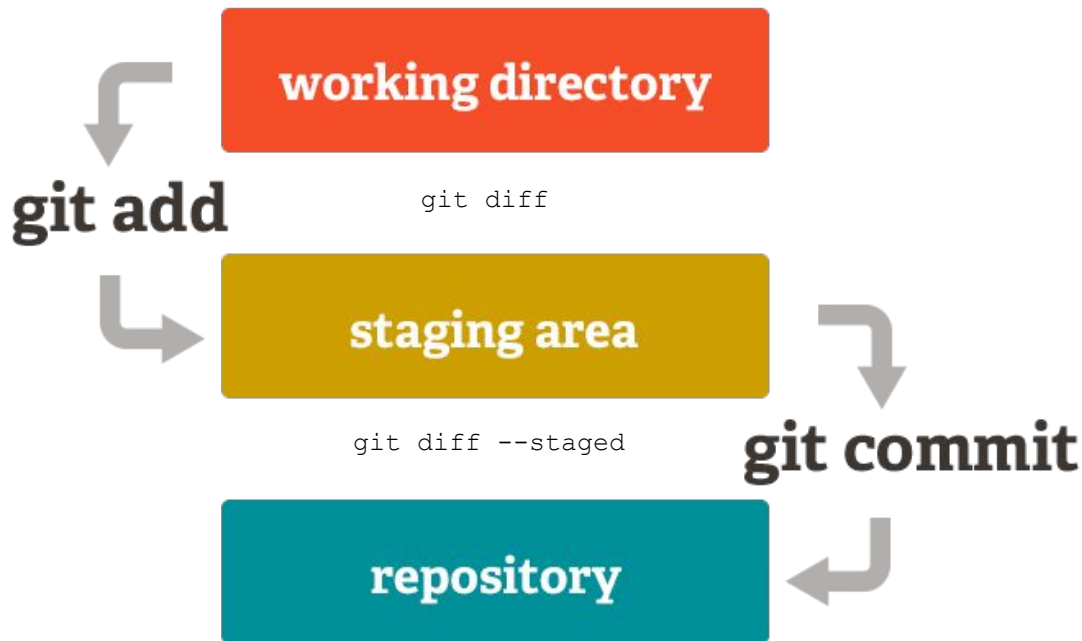 working directory
git add
git diff
staging area
git diff --staged
git commit
repository